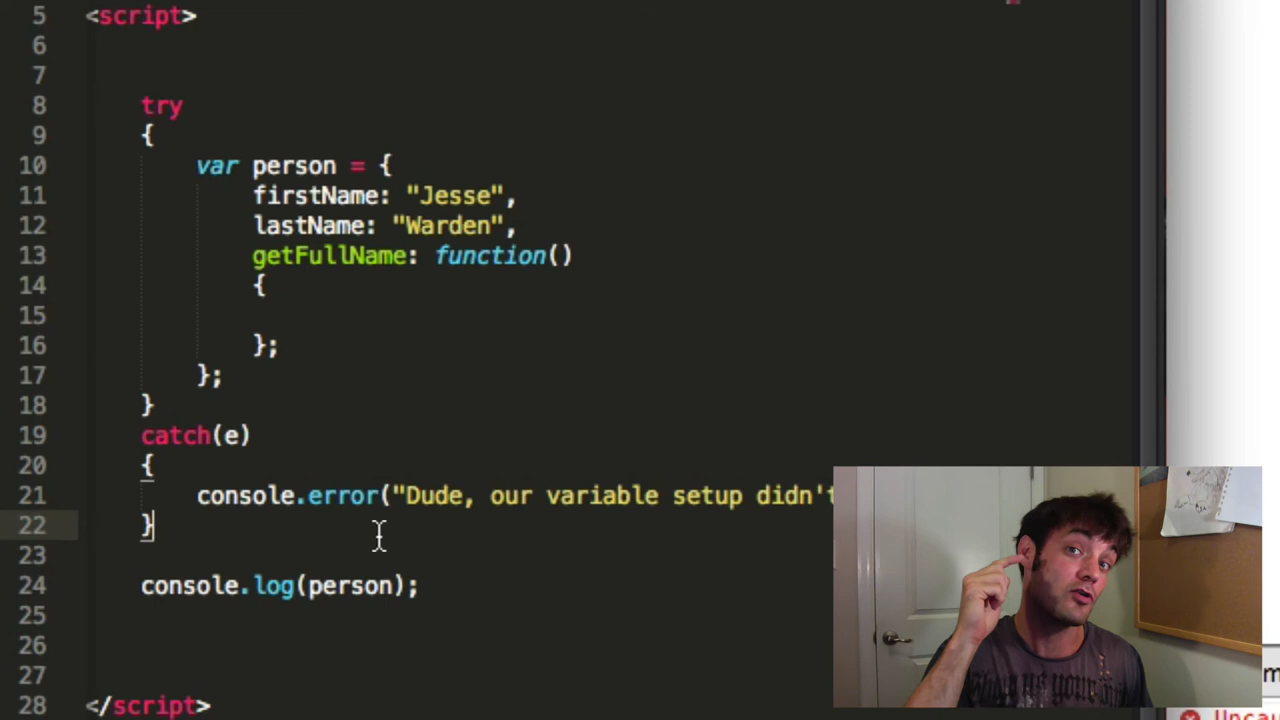 5 <script>
6
7
8 try
9 {
10 var person = {
11 firstName: "Jesse",
12 lastName: "Warden",
13 getFullName: function()
14 {
15
16 };
17 };
18 }
19 catch(e)
20 {
21 console.error("Dude, our variable setup didn't
22 }
23
24 console.log(person);
25
26
27
28 </script>